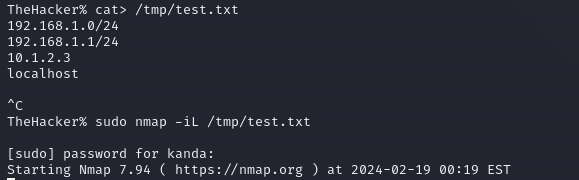 TheHacker% cat> /tmp/test.txt
192.168.1.0/24
192.168.1.1/24
10.1.2.3
localhost
^C
TheHacker% sudo nmap -iL /tmp/test.txt
[sudo] password for kanda:
Starting Nmap 7.94 ( https://nmap.org ) at 2024-02-19 00:19 EST